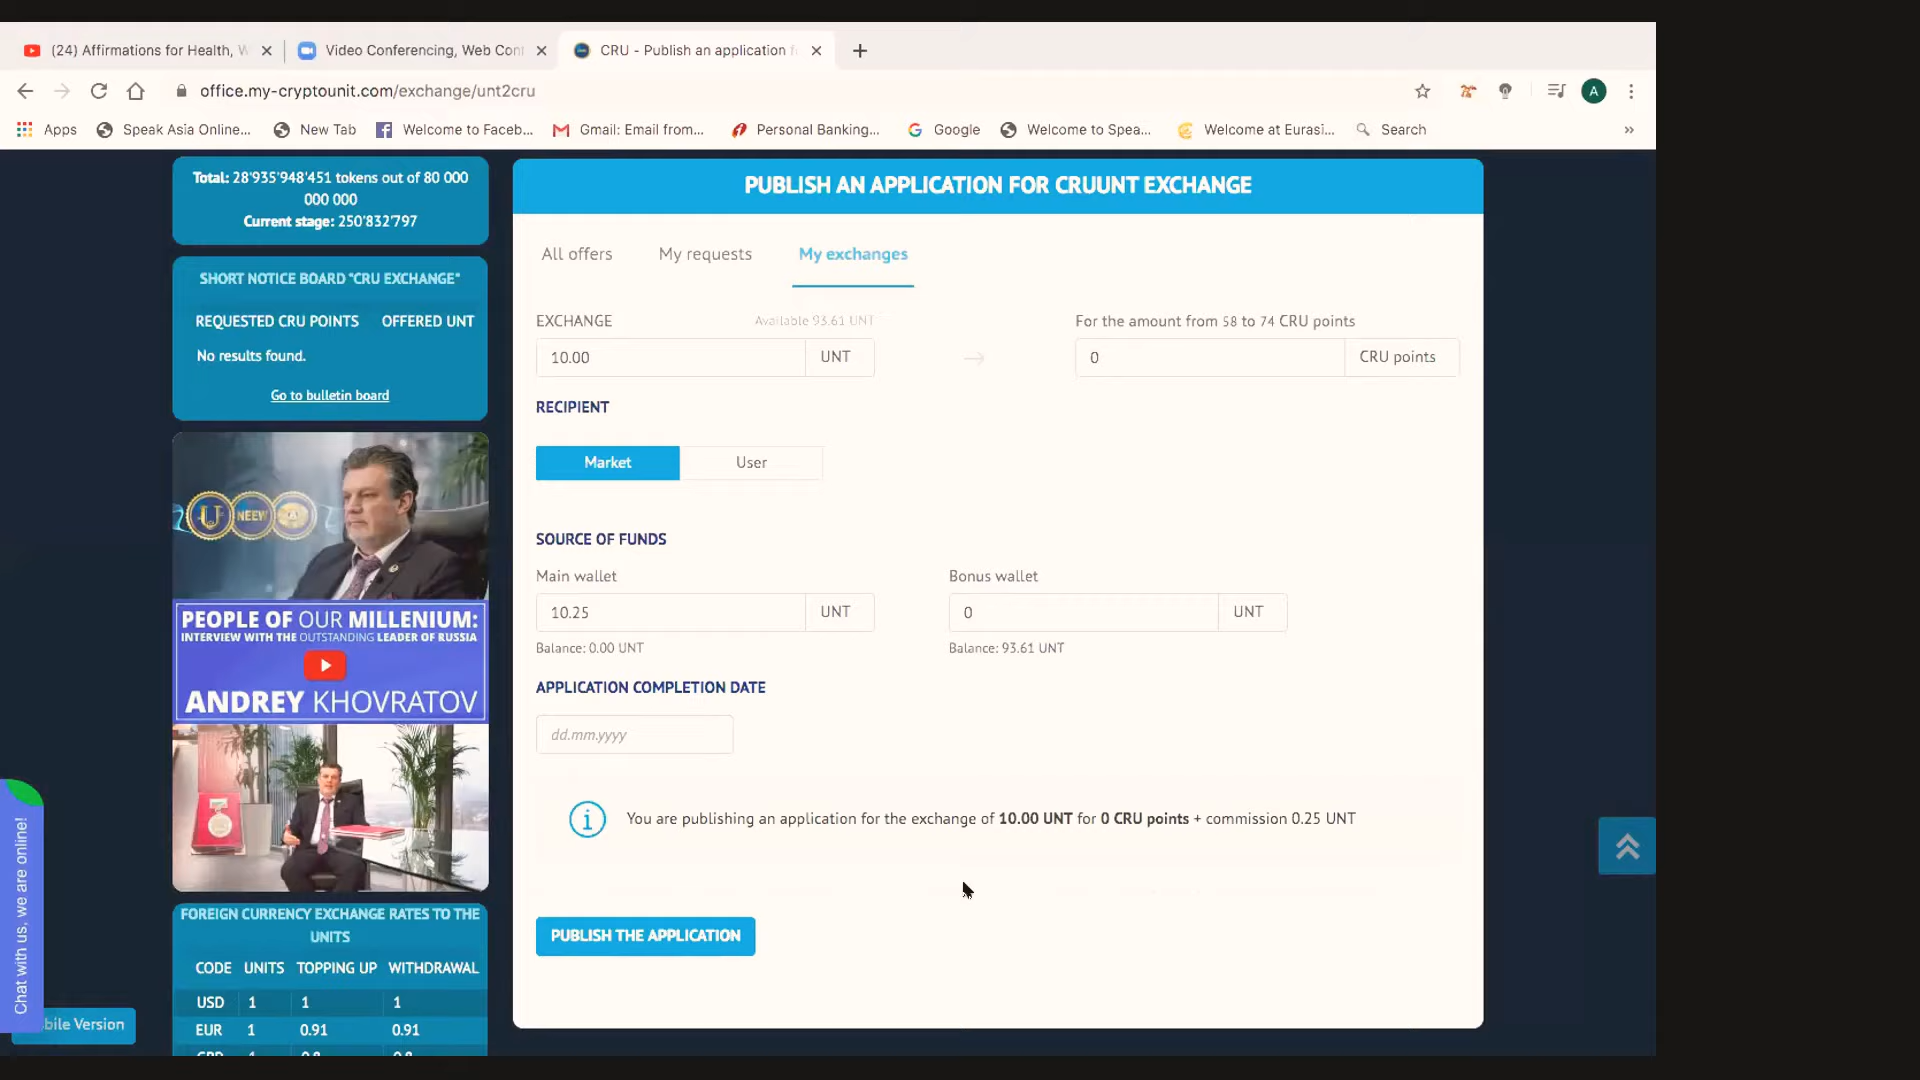 (24) Affirmations for Health, W
Video Conferencing, Web Conf
CRU - Publish an application f
office.my-cryptounit.com/exchange/unt2cru
A
Apps
Speak Asia Online...
New Tab
Welcome to Faceb...
Gmail: Email from...
Personal Banking...
Google
Welcome to Spea...
Welcome at Eurasi...
Search
»
Total: 28'935'948'451 tokens out of 80 000
000 000
Current stage: 250'832'797
SHORT NOTICE BOARD "CRU EXCHANGE"
REQUESTED CRU POINTS OFFERED UNT
No results found.
Go to bulletin board
NEEW
PEOPLE OF OUR MILLENIUM:
INTERVIEW WITH THE OUTSTANDING LEADER OF RUSSIA
ANDREY KHOVRATOV
FOREIGN CURRENCY EXCHANGE RATES TO THE
UNITS
CODE UNITS TOPPING UP WITHDRAWAL
USD 1 1 1
EUR 1 0.91 0.91
Chat with us, we are online!
bile Version
PUBLISH AN APPLICATION FOR CRUUNT EXCHANGE
All offers My requests My exchanges
EXCHANGE Available 93.61 UNT
10.00 UNT
For the amount from 58 to 74 CRU points
0 CRU points
RECIPIENT
Market User
SOURCE OF FUNDS
Main wallet
10.25 UNT
Balance: 0.00 UNT
Bonus wallet
0 UNT
Balance: 93.61 UNT
APPLICATION COMPLETION DATE
dd.mm.yyyy
You are publishing an application for the exchange of 10.00 UNT for 0 CRU points + commission 0.25 UNT
PUBLISH THE APPLICATION